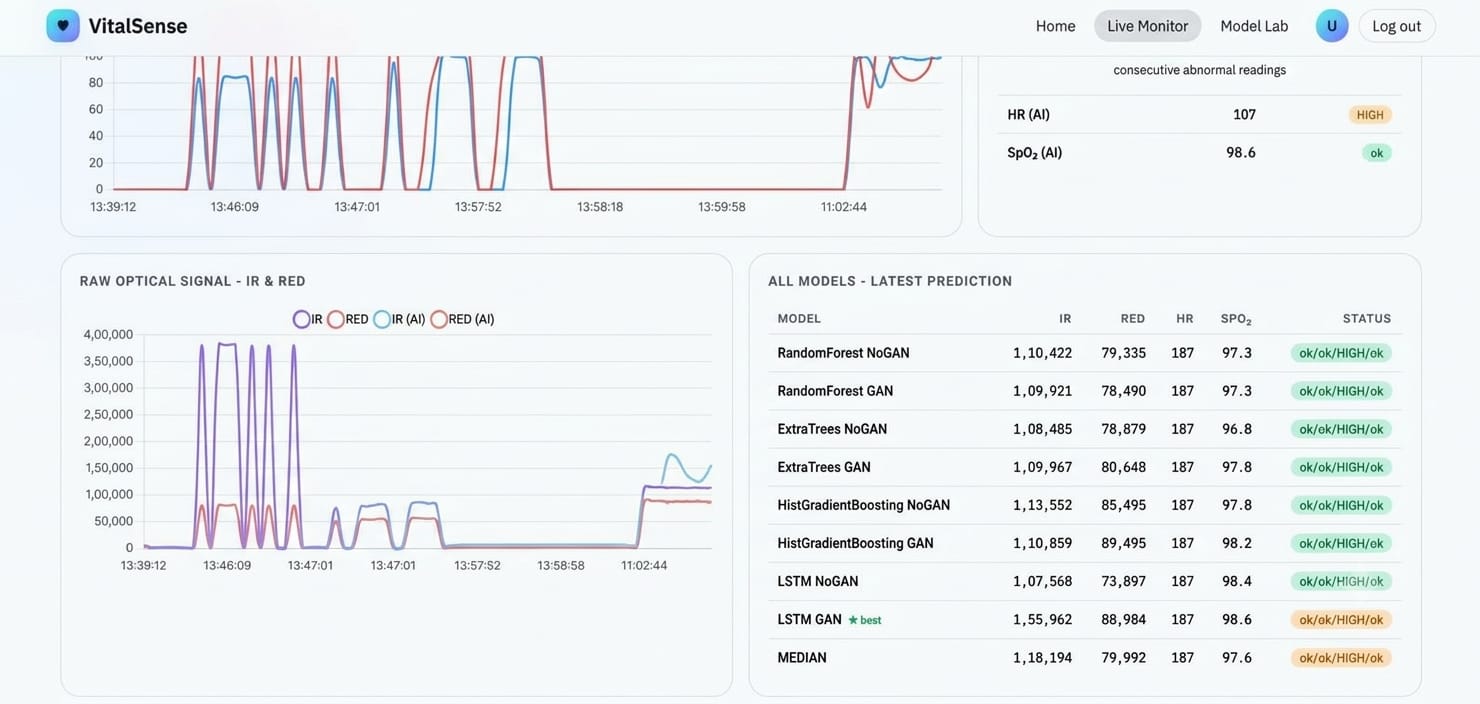 VitalSense
Home Live Monitor Model Lab U Log out
100
80
60
40
20
0
13:39:12 13:46:09 13:47:01 13:57:52 13:58:18 13:59:58 11:02:44
consecutive abnormal readings
HR (AI) 107 HIGH
SpO₂ (AI) 98.6 ok
RAW OPTICAL SIGNAL - IR & RED
IR RED IR (AI) RED (AI)
4,00,000
3,50,000
3,00,000
2,50,000
2,00,000
1,50,000
1,00,000
50,000
0
13:39:12 13:46:09 13:47:01 13:47:01 13:57:52 13:58:58 11:02:44
ALL MODELS - LATEST PREDICTION
MODEL IR RED HR SPO₂ STATUS
RandomForest NoGAN 1,10,422 79,335 187 97.3 ok/ok/HIGH/ok
RandomForest GAN 1,09,921 78,490 187 97.3 ok/ok/HIGH/ok
ExtraTrees NoGAN 1,08,485 78,879 187 96.8 ok/ok/HIGH/ok
ExtraTrees GAN 1,09,967 80,648 187 97.8 ok/ok/HIGH/ok
HistGradientBoosting NoGAN 1,13,552 85,495 187 97.8 ok/ok/HIGH/ok
HistGradientBoosting GAN 1,10,859 89,495 187 98.2 ok/ok/HIGH/ok
LSTM NoGAN 1,07,568 73,897 187 98.4 ok/ok/HIGH/ok
LSTM GAN ★ best 1,55,962 88,984 187 98.6 ok/ok/HIGH/ok
MEDIAN 1,18,194 79,992 187 97.6 ok/ok/HIGH/ok